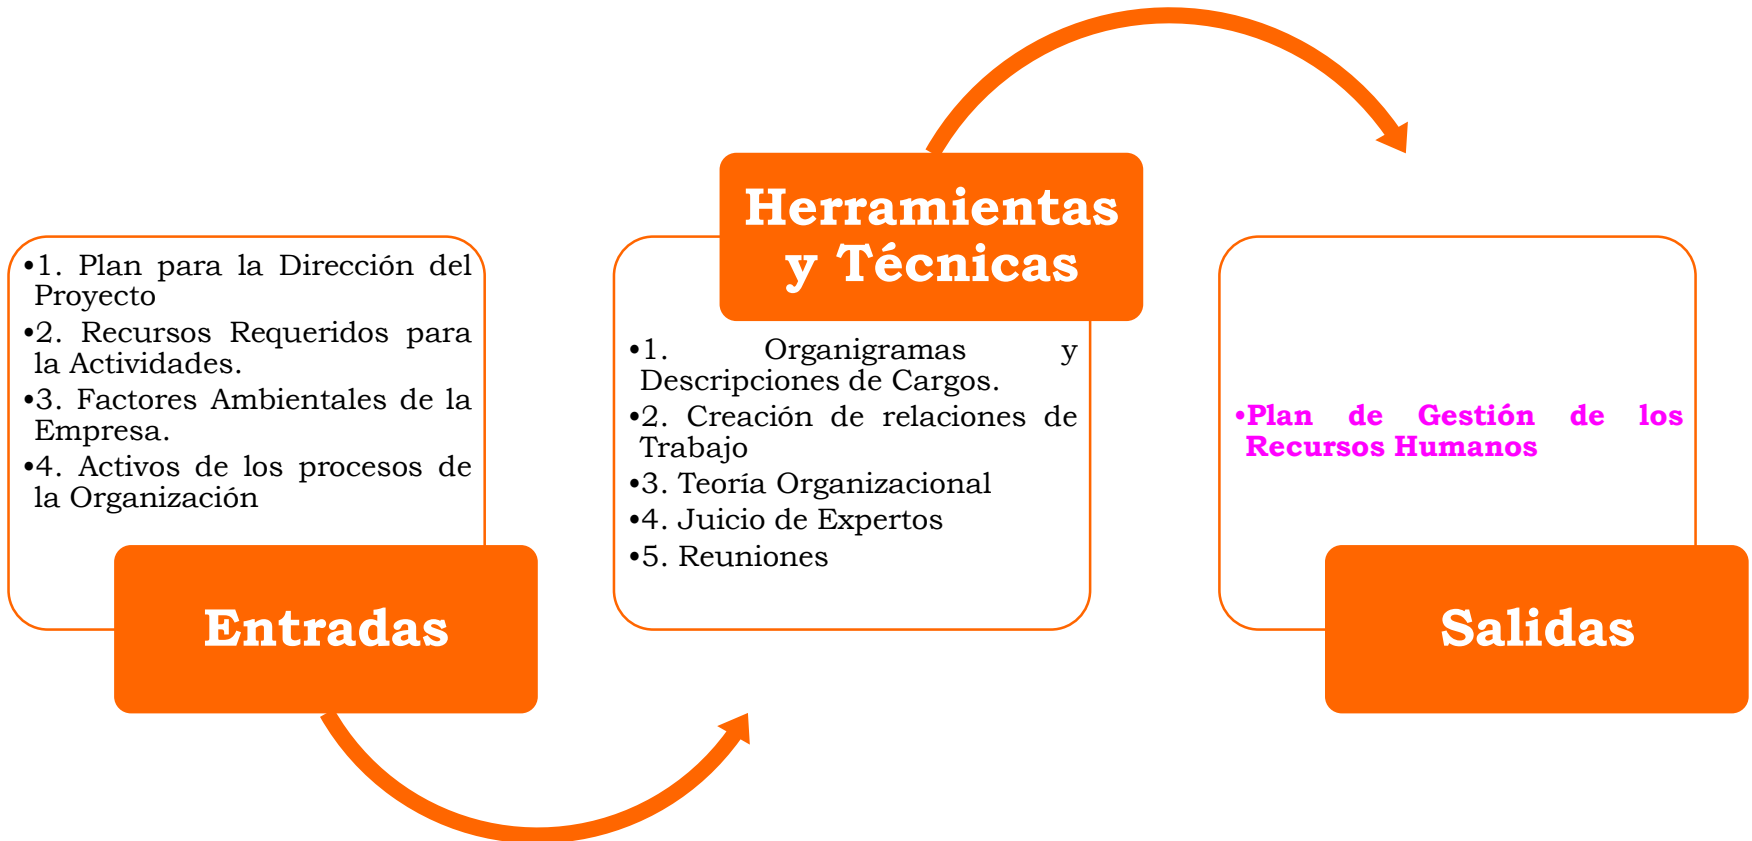 •1. Plan para la Dirección del
Proyecto
•2. Recursos Requeridos para
la Actividades.
•3. Factores Ambientales de la
Empresa.
•4. Activos de los procesos de
la Organización
Entradas
Herramientas
y Técnicas
•1. Organigramas y
Descripciones de Cargos.
•2. Creación de relaciones de
Trabajo
•3. Teoría Organizacional
•4. Juicio de Expertos
•5. Reuniones
•Plan de Gestión de los
Recursos Humanos
Salidas